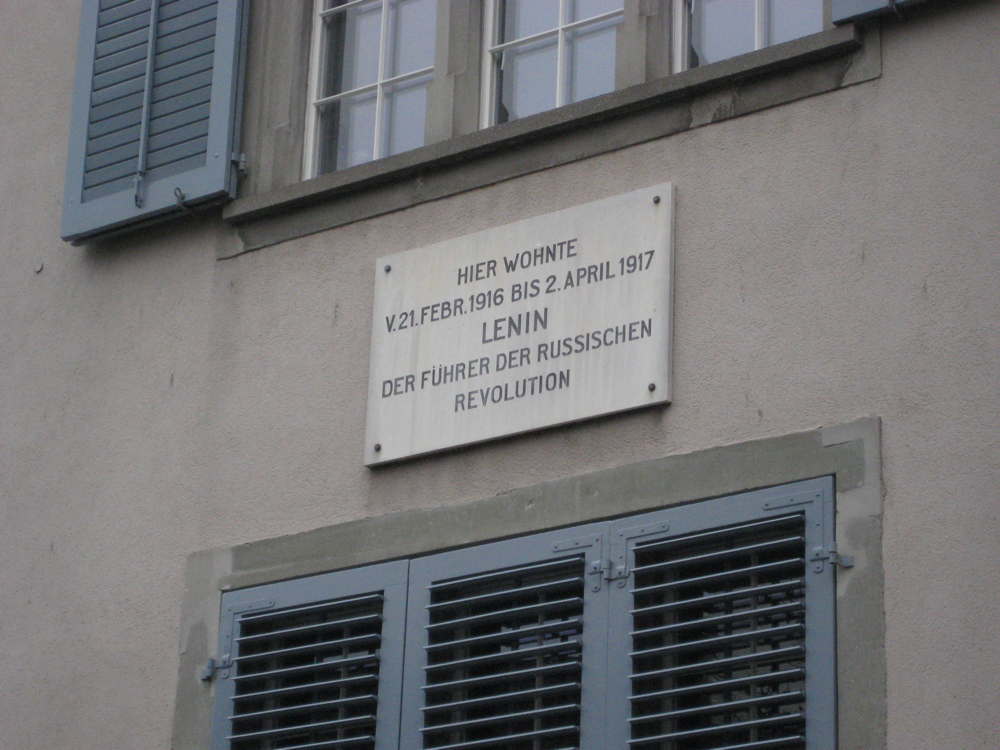 HIER WOHNTE
V. 21. FEBR. 1916 BIS 2. APRIL 1917
LENIN
DER FÜHRER DER RUSSISCHEN
REVOLUTION